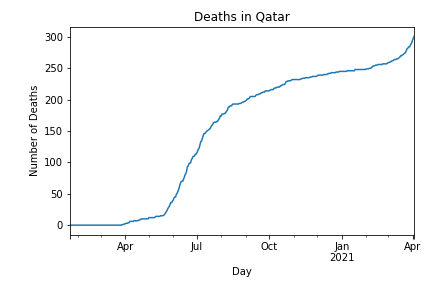 Deaths in Qatar
300
250
200
150
100
50
0
Number of Deaths
Apr
Jul
Oct
Jan
2021
Apr
Day